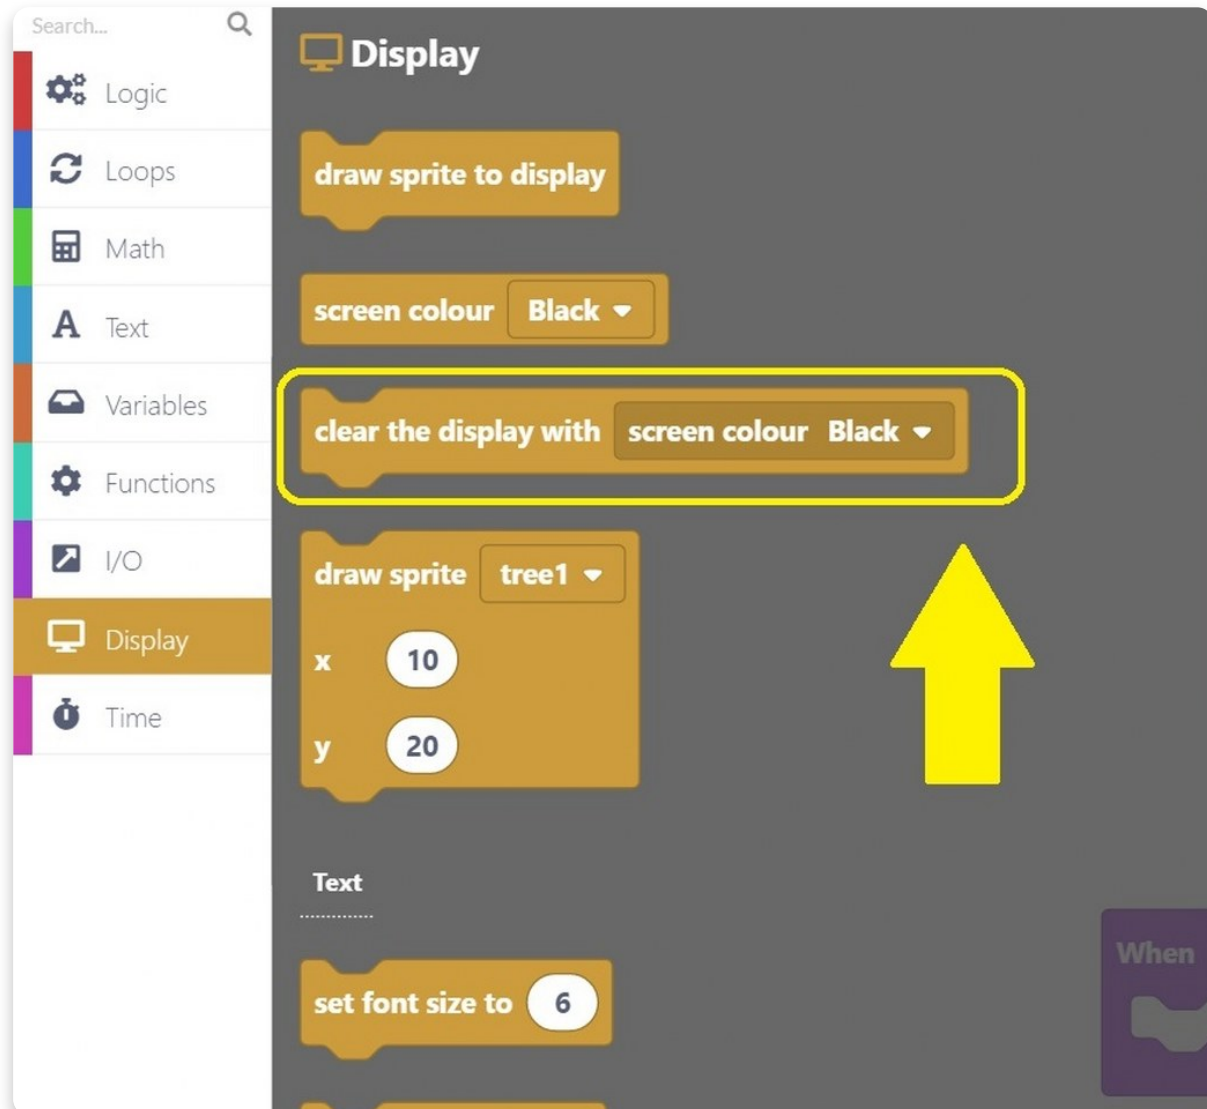 Search...
Logic
Loops
Math
Text
Variables
Functions
I/O
Display
Time
Display
draw sprite to display
screen colour Black
clear the display with screen colour Black
draw sprite tree1
x 10
y 20
Text
set font size to 6
When